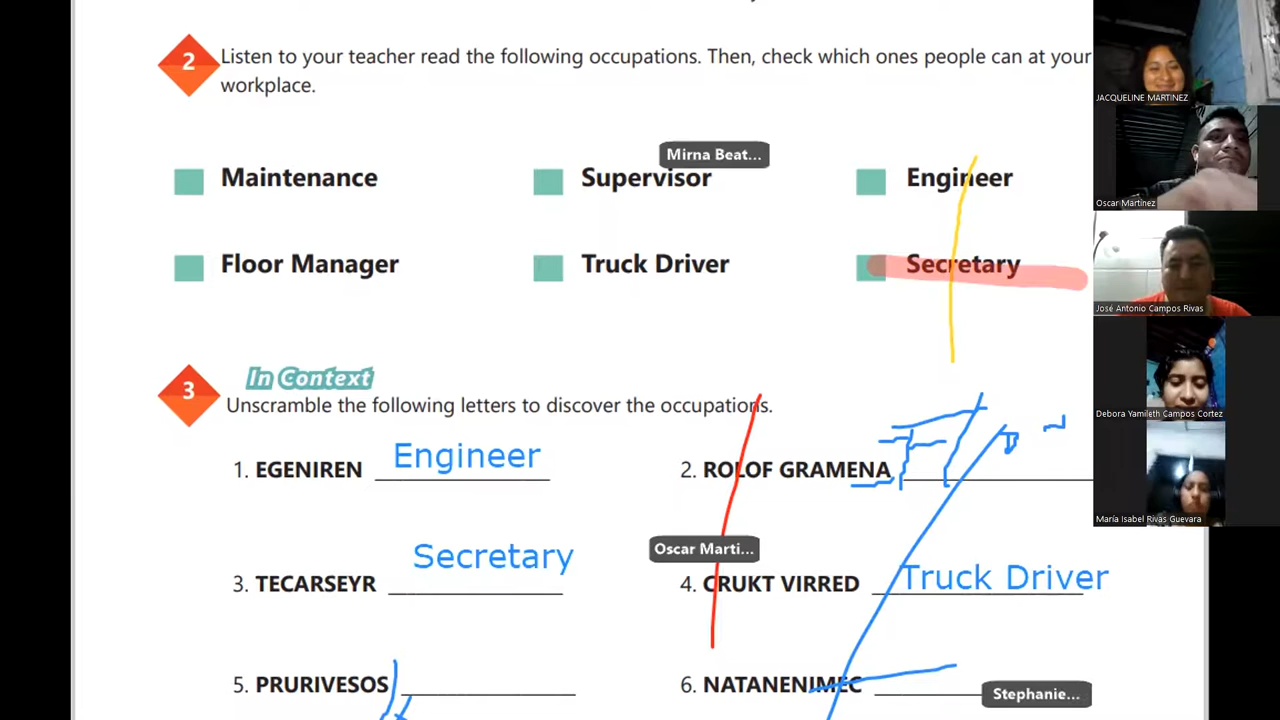 2
Listen to your teacher read the following occupations. Then, check which ones people can at your
workplace.
Mirna Beat...
Maintenance
Supervisor
Engineer
Floor Manager
Truck Driver
Secretary
3
In Context
Unscramble the following letters to discover the occupations.
1. EGENIREN Engineer
2. ROLOF GRAMENA
3. TECARSEYR Secretary
Oscar Marti...
4. CRUKT VIRRED Truck Driver
5. PRURIVESOS
6. NATANENIMEC
Stephanie...
JACQUELINE MARTINEZ
Oscar Martinez
José Antonio Campos Rivas
Debora Yamileth Campos Cortez
María Isabel Rivas Guevara